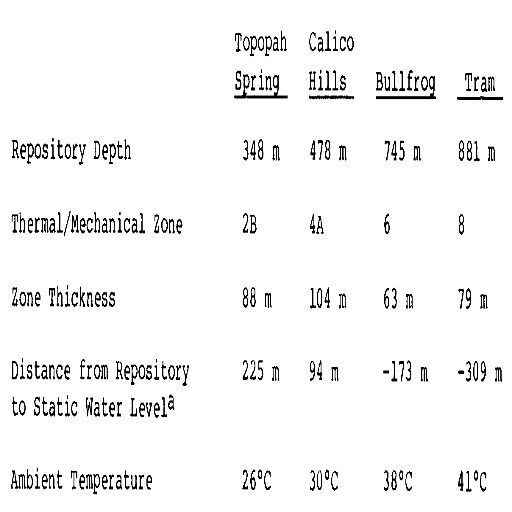 Topopah Calico
Spring Hills Bullfrog Tram
Repository Depth 348 m 478 m 745 m 881 m
Thermal/Mechanical Zone 2B 4A 6 8
Zone Thickness 88 m 104 m 63 m 79 m
Distance from Repository 225 m 94 m -173 m -309 m
to Static Water Levelᵃ
Ambient Temperature 26°C 30°C 38°C 41°C